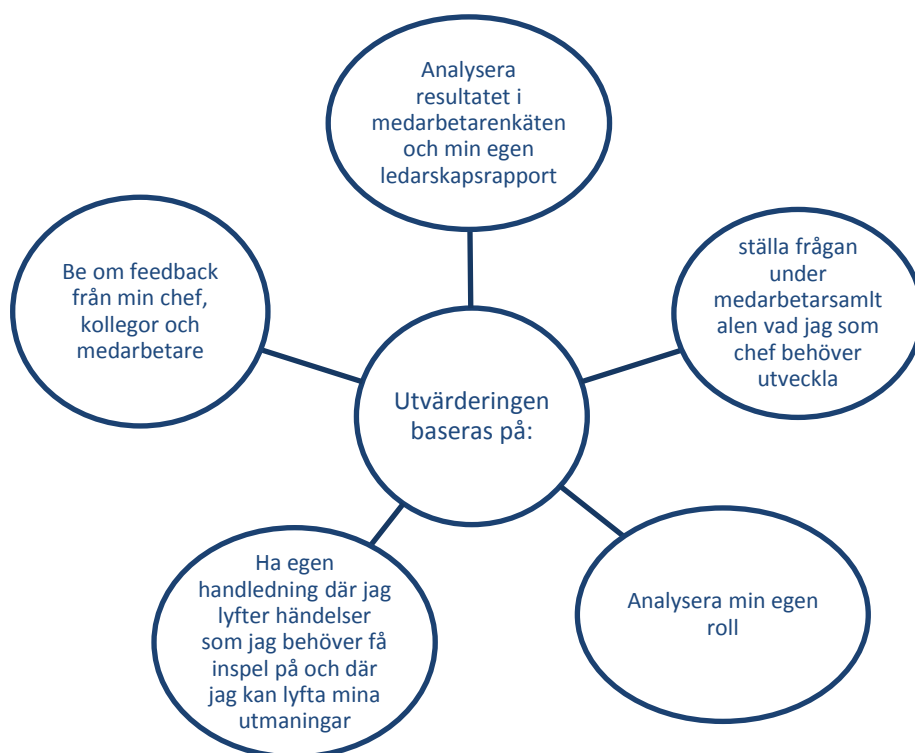 Analysera
resultatet i
medarbetarenkäten
och min egen
ledarskapsrapport
Be om feedback
från min chef,
kollegor och
medarbetare
ställa frågan
under
medarbetarsamlt
alen vad jag som
chef behöver
utveckla
Utvärderingen
baseras på:
Ha egen
handledning där jag
lyfter händelser
som jag behöver få
inspel på och där
jag kan lyfta mina
utmaningar
Analysera min egen
roll